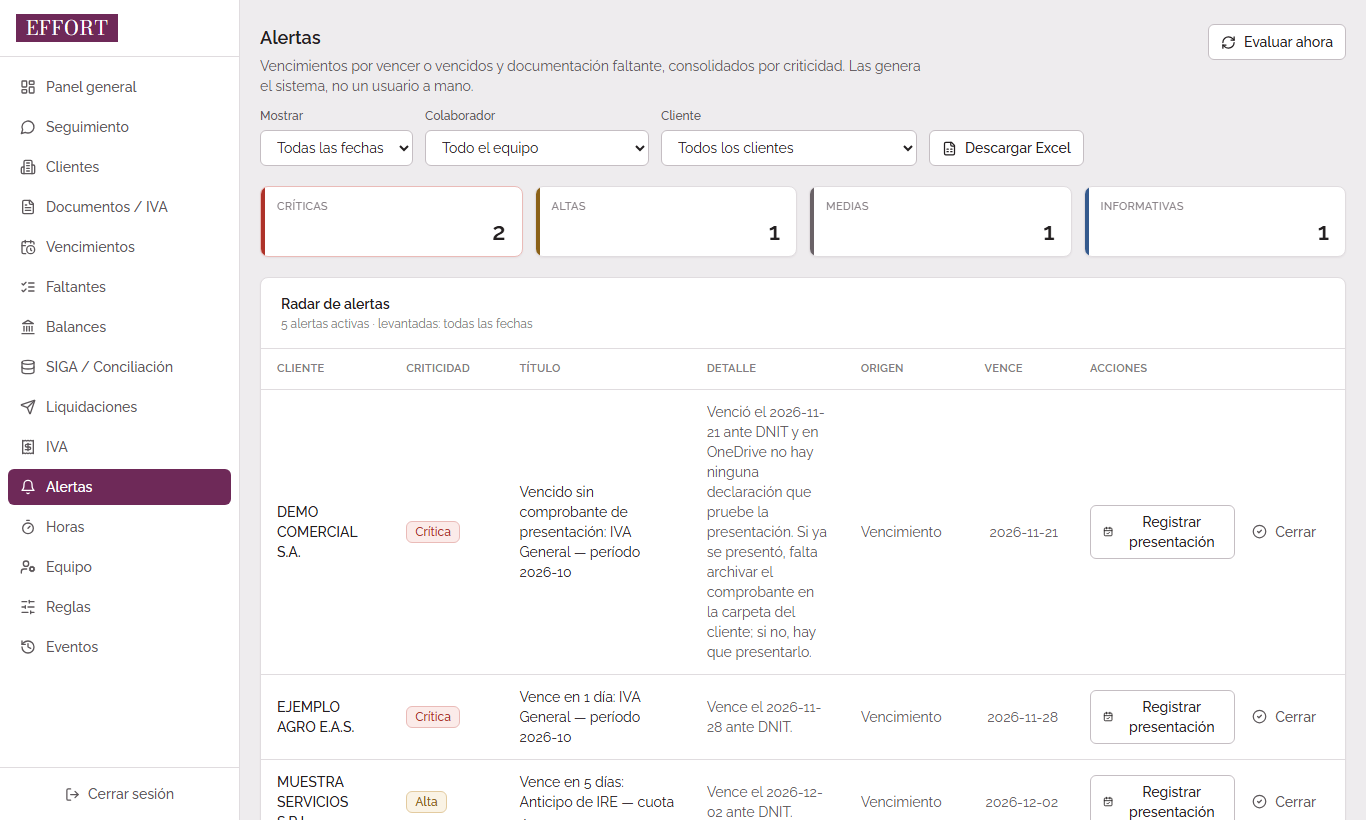 EFFORT
Panel general
Seguimiento
Clientes
Documentos / IVA
Vencimientos
Faltantes
Balances
SIGA / Conciliación
Liquidaciones
IVA
Alertas
Horas
Equipo
Reglas
Eventos
Cerrar sesión
Alertas
Vencimientos por vencer o vencidos y documentación faltante, consolidados por criticidad. Las genera
el sistema, no un usuario a mano.
Evaluar ahora
Mostrar
Colaborador
Cliente
Todas las fechas
Todo el equipo
Todos los clientes
Descargar Excel
CRÍTICAS
2
ALTAS
1
MEDIAS
1
INFORMATIVAS
1
Radar de alertas
5 alertas activas · levantadas: todas las fechas
CLIENTE CRITICIDAD TÍTULO DETALLE ORIGEN VENCE ACCIONES
DEMO
COMERCIAL
S.A.
Crítica
Vencido sin
comprobante de
presentación: IVA
General — período
2026-10
Venció el 2026-11-
21 ante DNIT y en
OneDrive no hay
ninguna
declaración que
pruebe la
presentación. Si ya
se presentó, falta
archivar el
comprobante en
la carpeta del
cliente; si no, hay
que presentarlo.
Vencimiento
2026-11-21
Registrar
presentación
Cerrar
EJEMPLO
AGRO E.A.S.
Crítica
Vence en 1 día: IVA
General — período
2026-10
Vence el 2026-11-
28 ante DNIT.
Vencimiento
2026-11-28
Registrar
presentación
Cerrar
MUESTRA
SERVICIOS
S.R.L.
Alta
Vence en 5 días:
Anticipo de IRE — cuota
Vence el 2026-12-
02 ante DNIT.
Vencimiento
2026-12-02
Registrar
presentación
Cerrar